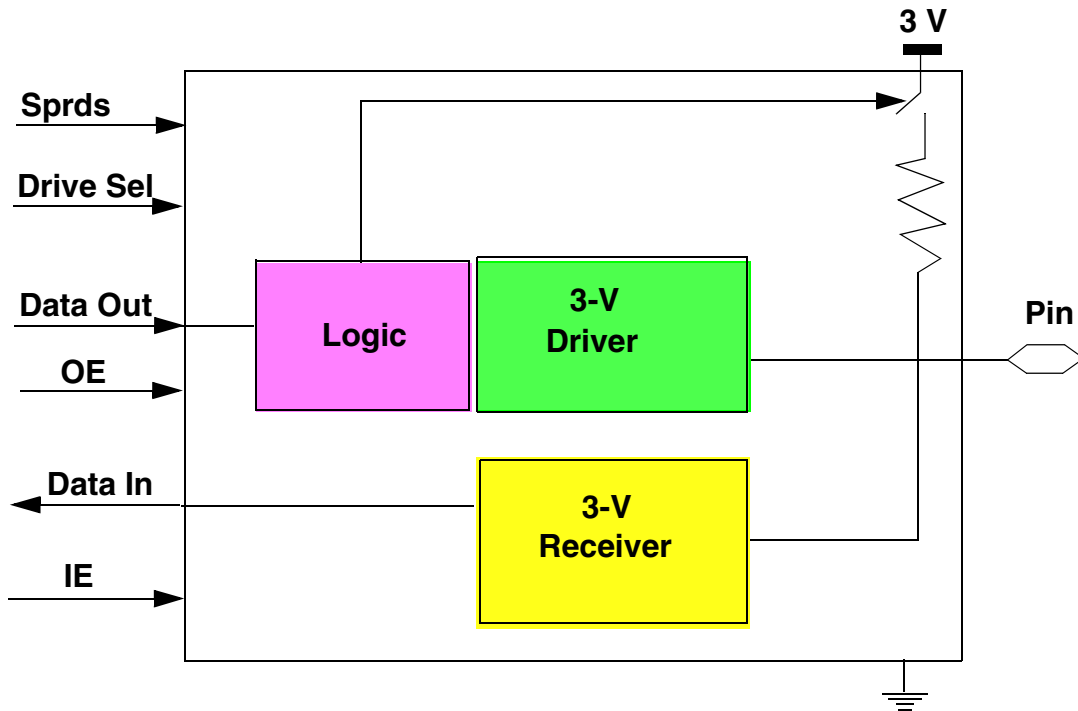 3 V
Sprds
Drive Sel
Data Out
OE
Data In
IE
Logic
3-V
Driver
3-V
Receiver
Pin